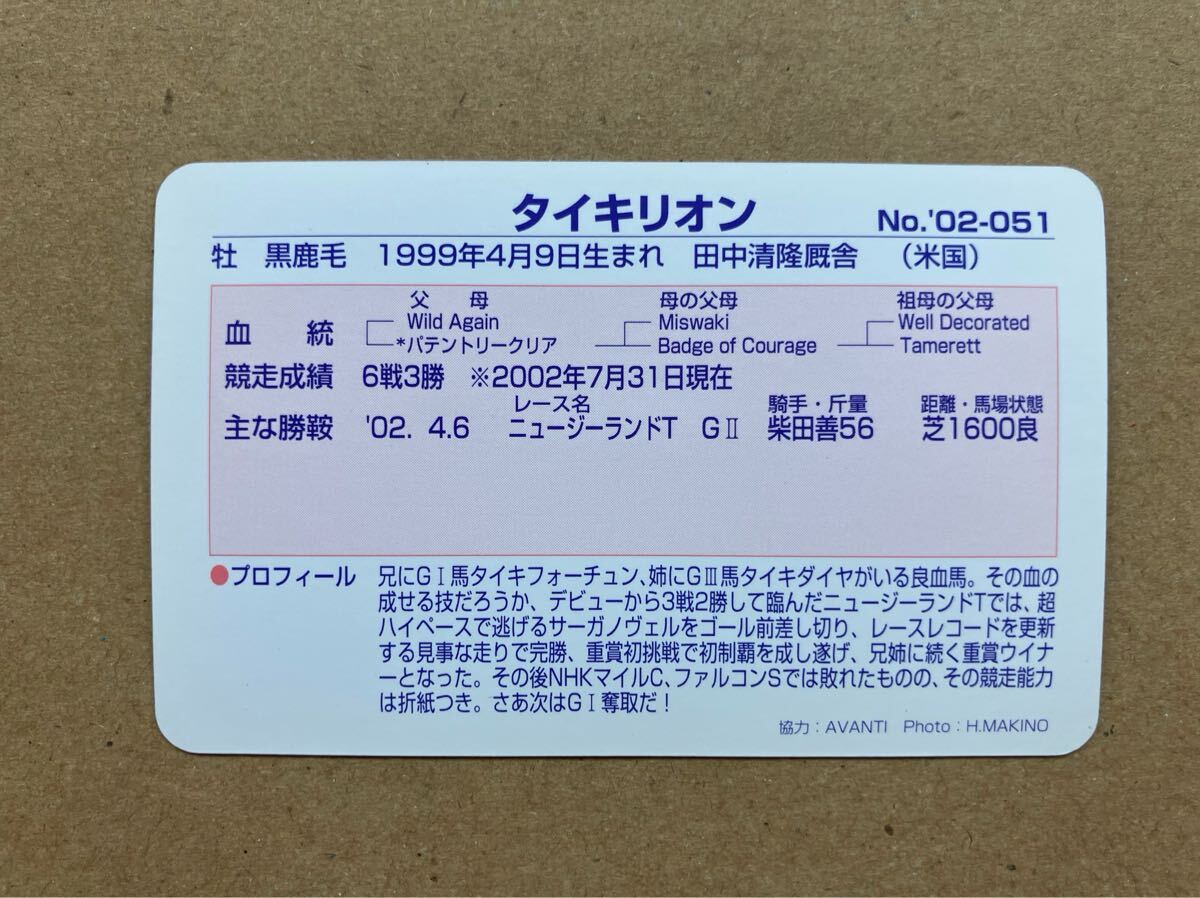 タイキリオン No.'02-051
牡 黒鹿毛 1999年4月9日生まれ 田中清隆厩舎 （米国）
父 母 母の父母 祖母の父母
血統 Wild Again Miswaki Well Decorated
*パテントリークリア Badge of Courage Tamerett
競走成績 6戦3勝 ※2002年7月31日現在
レース名 騎手・斤量 距離・馬場状態
主な勝鞍 '02. 4.6 ニュージーランドT GⅡ 柴田善56 芝1600良
●プロフィール 兄にGⅠ馬タイキフォーチュン、姉にGⅢ馬タイキダイヤがいる良血馬。その血の
成せる技だろうか、デビューから3戦2勝して臨んだニュージーランドTでは、超
ハイペースで逃げるサーガノヴェルをゴール前差し切り、レースレコードを更新
する見事な走りで完勝、重賞初挑戦で初制覇を成し遂げ、兄姉に続く重賞ウイナ
ーとなった。その後NHKマイルC、ファルコンSでは敗れたものの、その競走能力
は折紙つき。さあ次はGⅠ奪取だ！
協力：AVANTI Photo：H.MAKINO